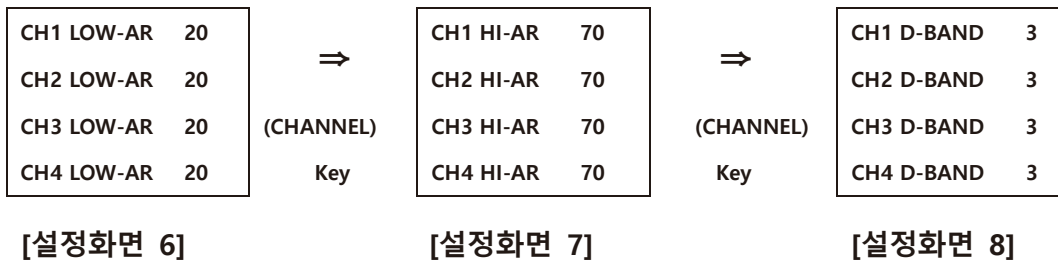 CH1 LOW-AR 20
CH2 LOW-AR 20
CH3 LOW-AR 20
CH4 LOW-AR 20
[설정화면 6]
⇒
(CHANNEL)
Key
CH1 HI-AR 70
CH2 HI-AR 70
CH3 HI-AR 70
CH4 HI-AR 70
[설정화면 7]
⇒
(CHANNEL)
Key
CH1 D-BAND 3
CH2 D-BAND 3
CH3 D-BAND 3
CH4 D-BAND 3
[설정화면 8]